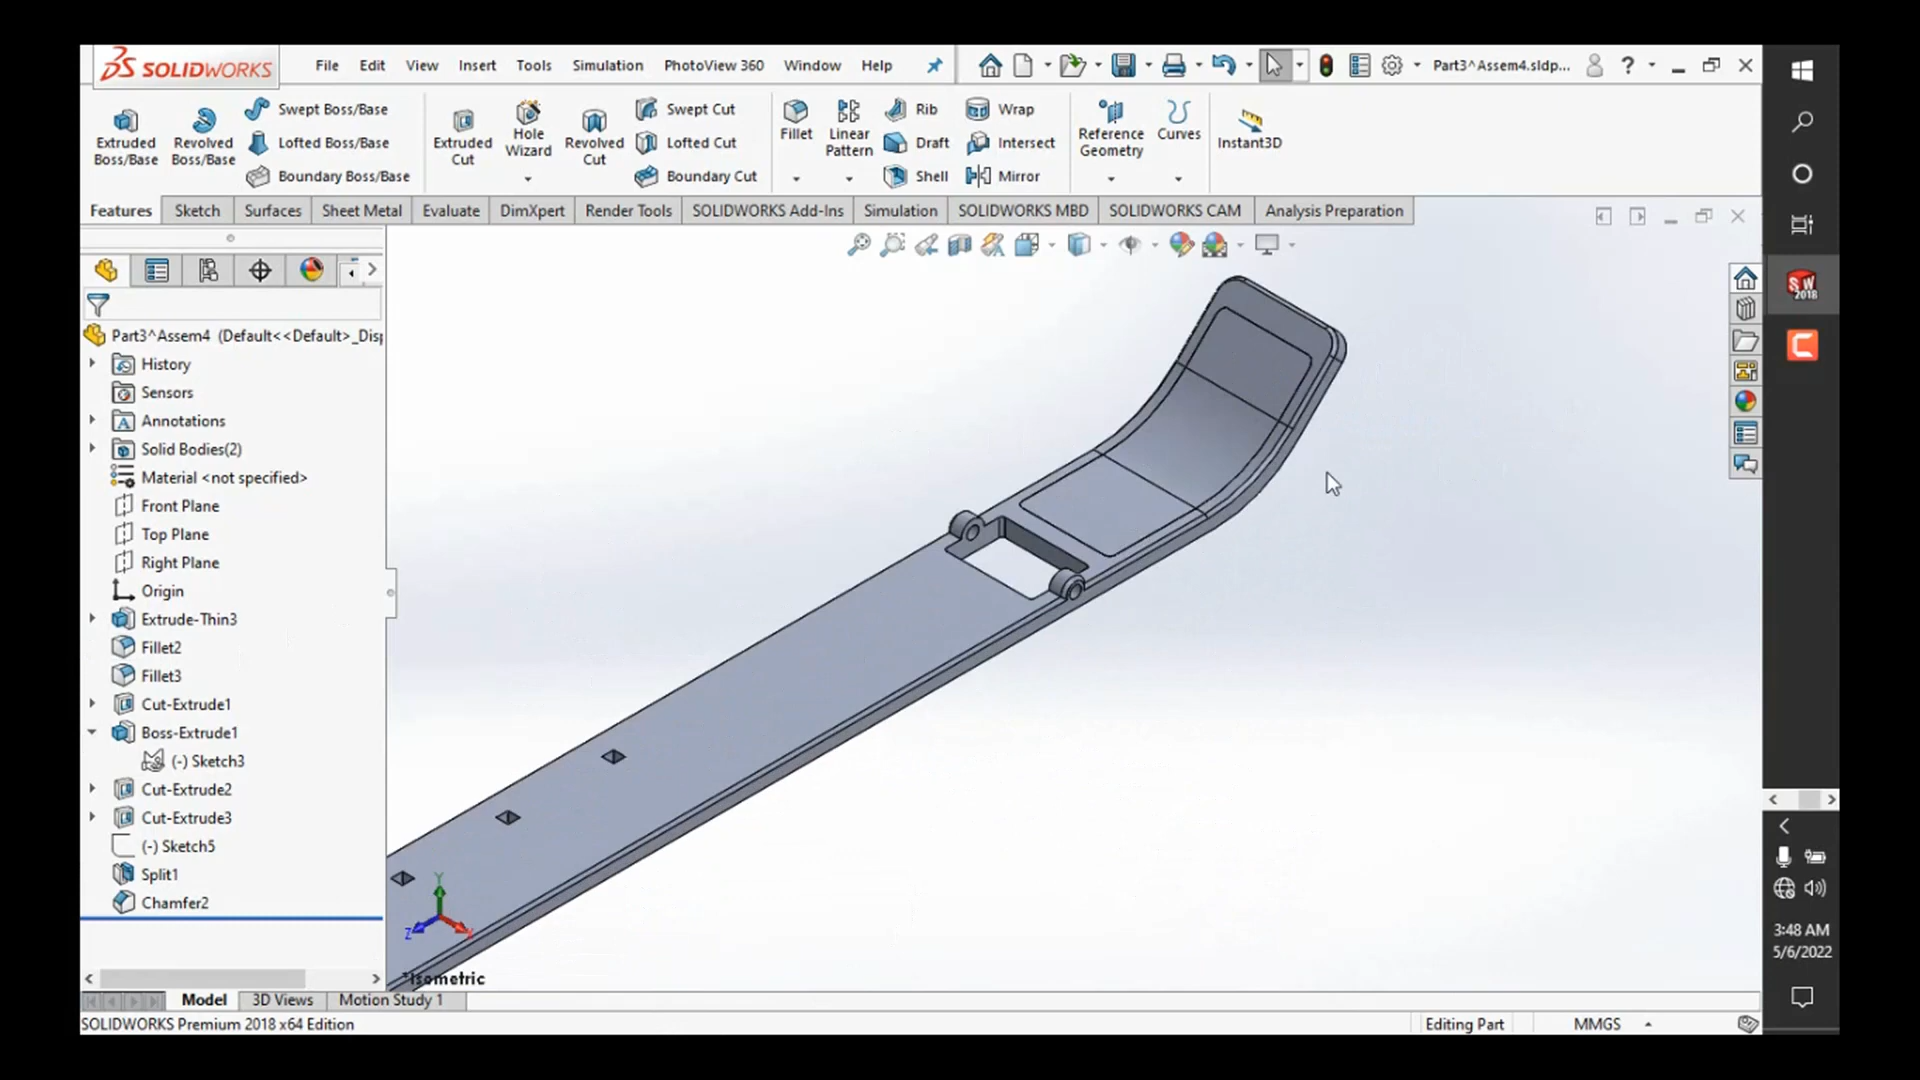 SOLIDWORKS File Edit View Insert Tools Simulation PhotoView 360 Window Help Part3^Assem4.sldp... ?
Extruded Boss/Base
Revolved Boss/Base
Swept Boss/Base
Lofted Boss/Base
Boundary Boss/Base
Extruded Cut
Hole Wizard
Revolved Cut
Swept Cut
Lofted Cut
Boundary Cut
Fillet
Linear Pattern
Rib
Draft
Shell
Wrap
Intersect
Mirror
Reference Geometry
Curves
Instant3D
Features Sketch Surfaces Sheet Metal Evaluate DimXpert Render Tools SOLIDWORKS Add-Ins Simulation SOLIDWORKS MBD SOLIDWORKS CAM Analysis Preparation
Part3^Assem4 (Default<<Default>_Disp
History
Sensors
Annotations
Solid Bodies(2)
Material <not specified>
Front Plane
Top Plane
Right Plane
Origin
Extrude-Thin3
Fillet2
Fillet3
Cut-Extrude1
Boss-Extrude1
(-) Sketch3
Cut-Extrude2
Cut-Extrude3
(-) Sketch5
Split1
Chamfer2
Y
Z X
*Isometric
Model 3D Views Motion Study 1
SOLIDWORKS Premium 2018 x64 Edition Editing Part MMGS
SW 2018
3:48 AM
5/6/2022